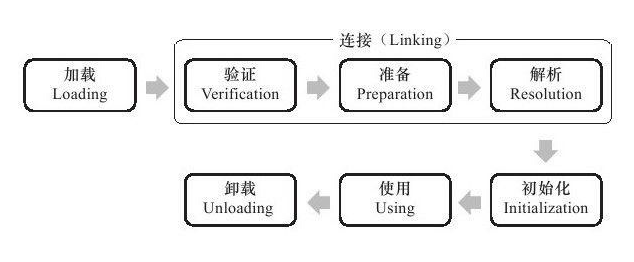 连接（Linking）
加载
Loading
验证
Verification
准备
Preparation
解析
Resolution
初始化
Initialization
使用
Using
卸载
Unloading